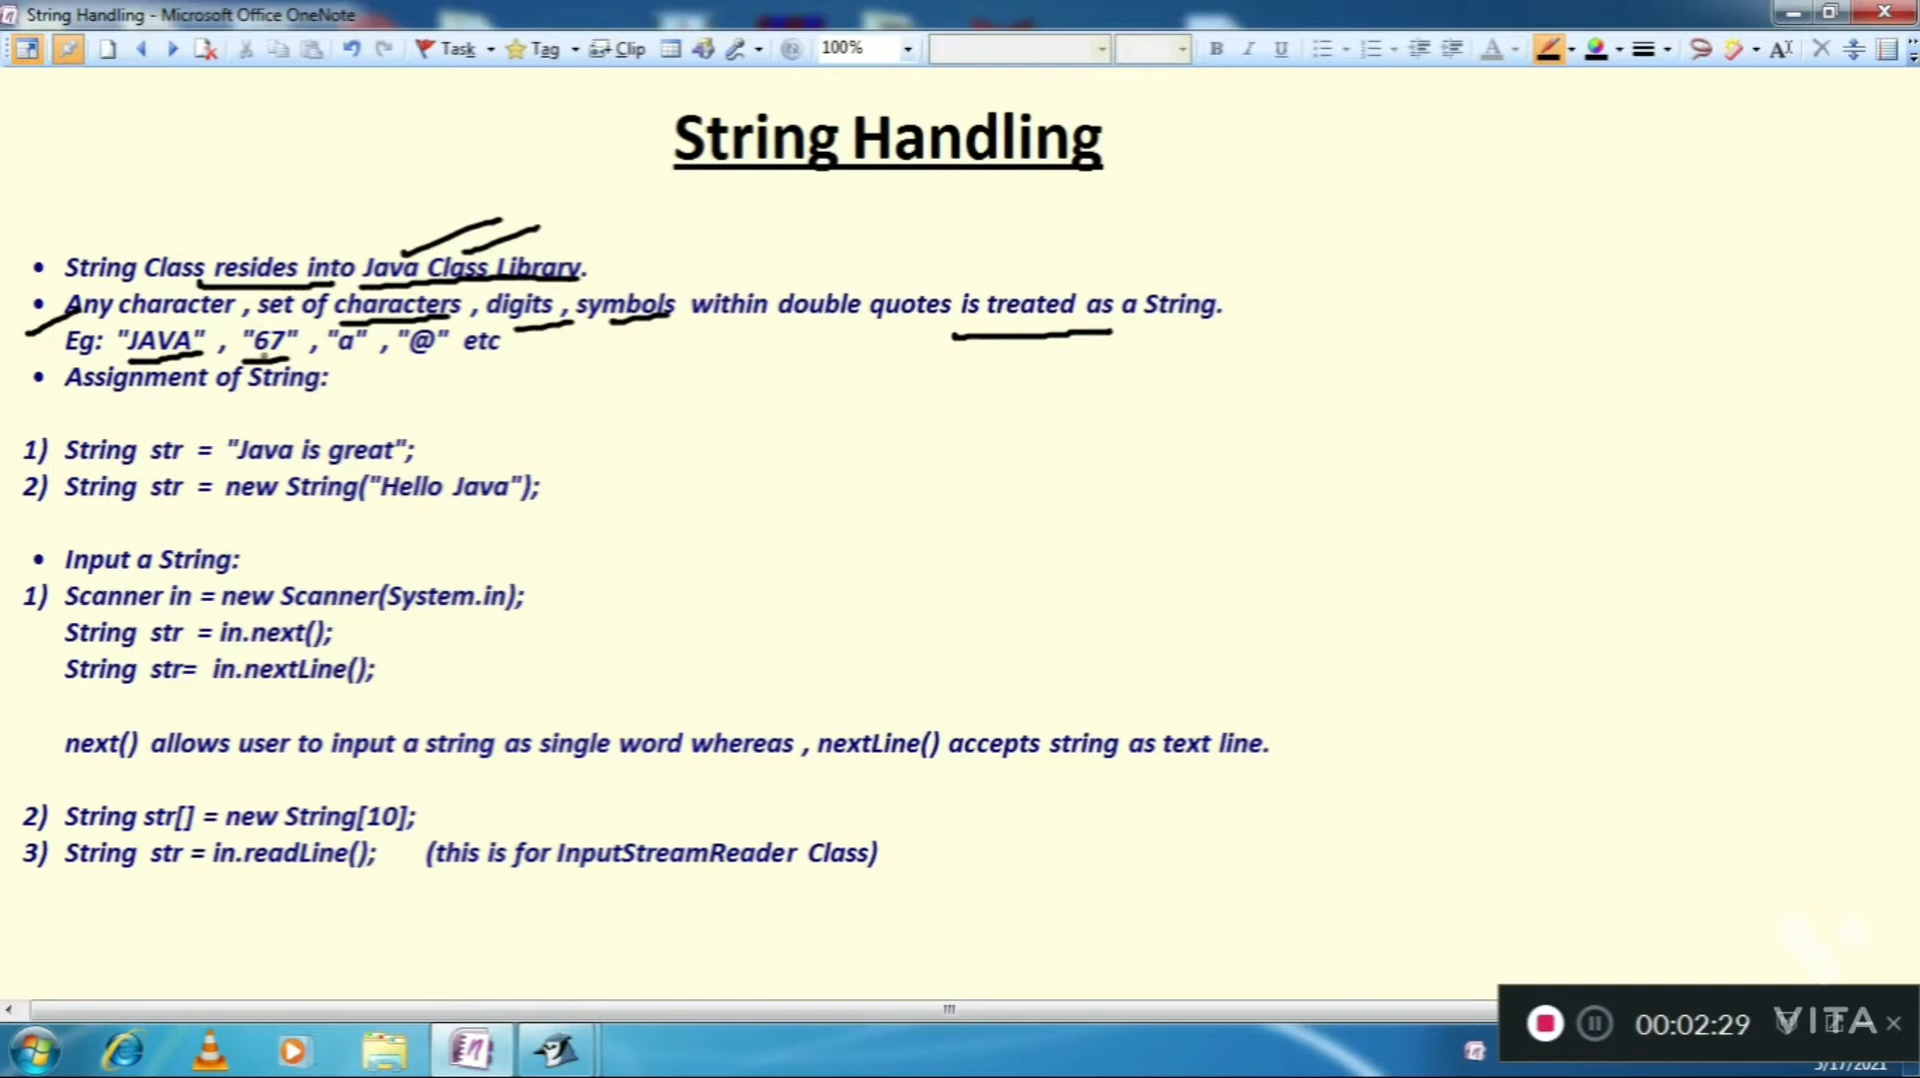 String Handling - Microsoft Office OneNote
Task Tag Clip 100% B I U
String Handling
• String Class resides into Java Class Library.
• Any character , set of characters , digits , symbols within double quotes is treated as a String.
Eg: "JAVA" , "67" , "a" , "@" etc
• Assignment of String:
1) String str = "Java is great";
2) String str = new String("Hello Java");
• Input a String:
1) Scanner in = new Scanner(System.in);
String str = in.next();
String str= in.nextLine();
next() allows user to input a string as single word whereas , nextLine() accepts string as text line.
2) String str[] = new String[10];
3) String str = in.readLine(); (this is for InputStreamReader Class)
00:02:29 VITA
5/17/2021